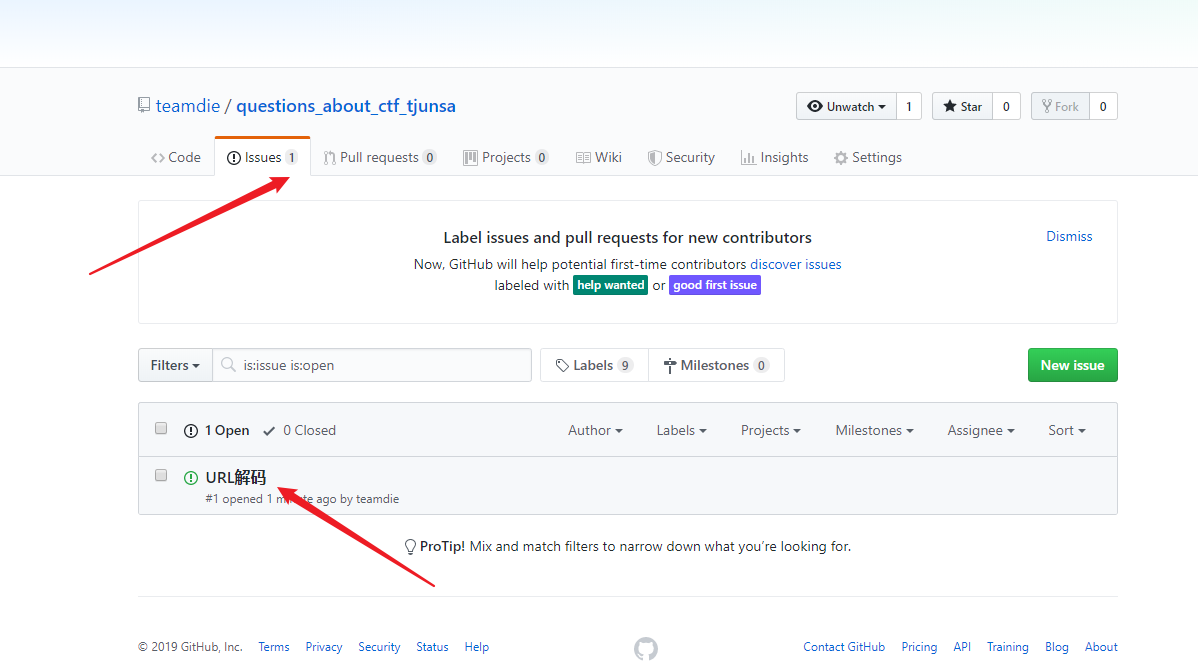 teamdie / questions_about_ctf_tjunsa
Unwatch 1 Star 0 Fork 0
Code Issues 1 Pull requests 0 Projects 0 Wiki Security Insights Settings
Label issues and pull requests for new contributors
Dismiss
Now, GitHub will help potential first-time contributors discover issues
labeled with help wanted or good first issue
Filters is:issue is:open Labels 9 Milestones 0 New issue
1 Open 0 Closed Author Labels Projects Milestones Assignee Sort
URL解码
#1 opened 1 minute ago by teamdie
ProTip! Mix and match filters to narrow down what you’re looking for.
© 2019 GitHub, Inc. Terms Privacy Security Status Help Contact GitHub Pricing API Training Blog About